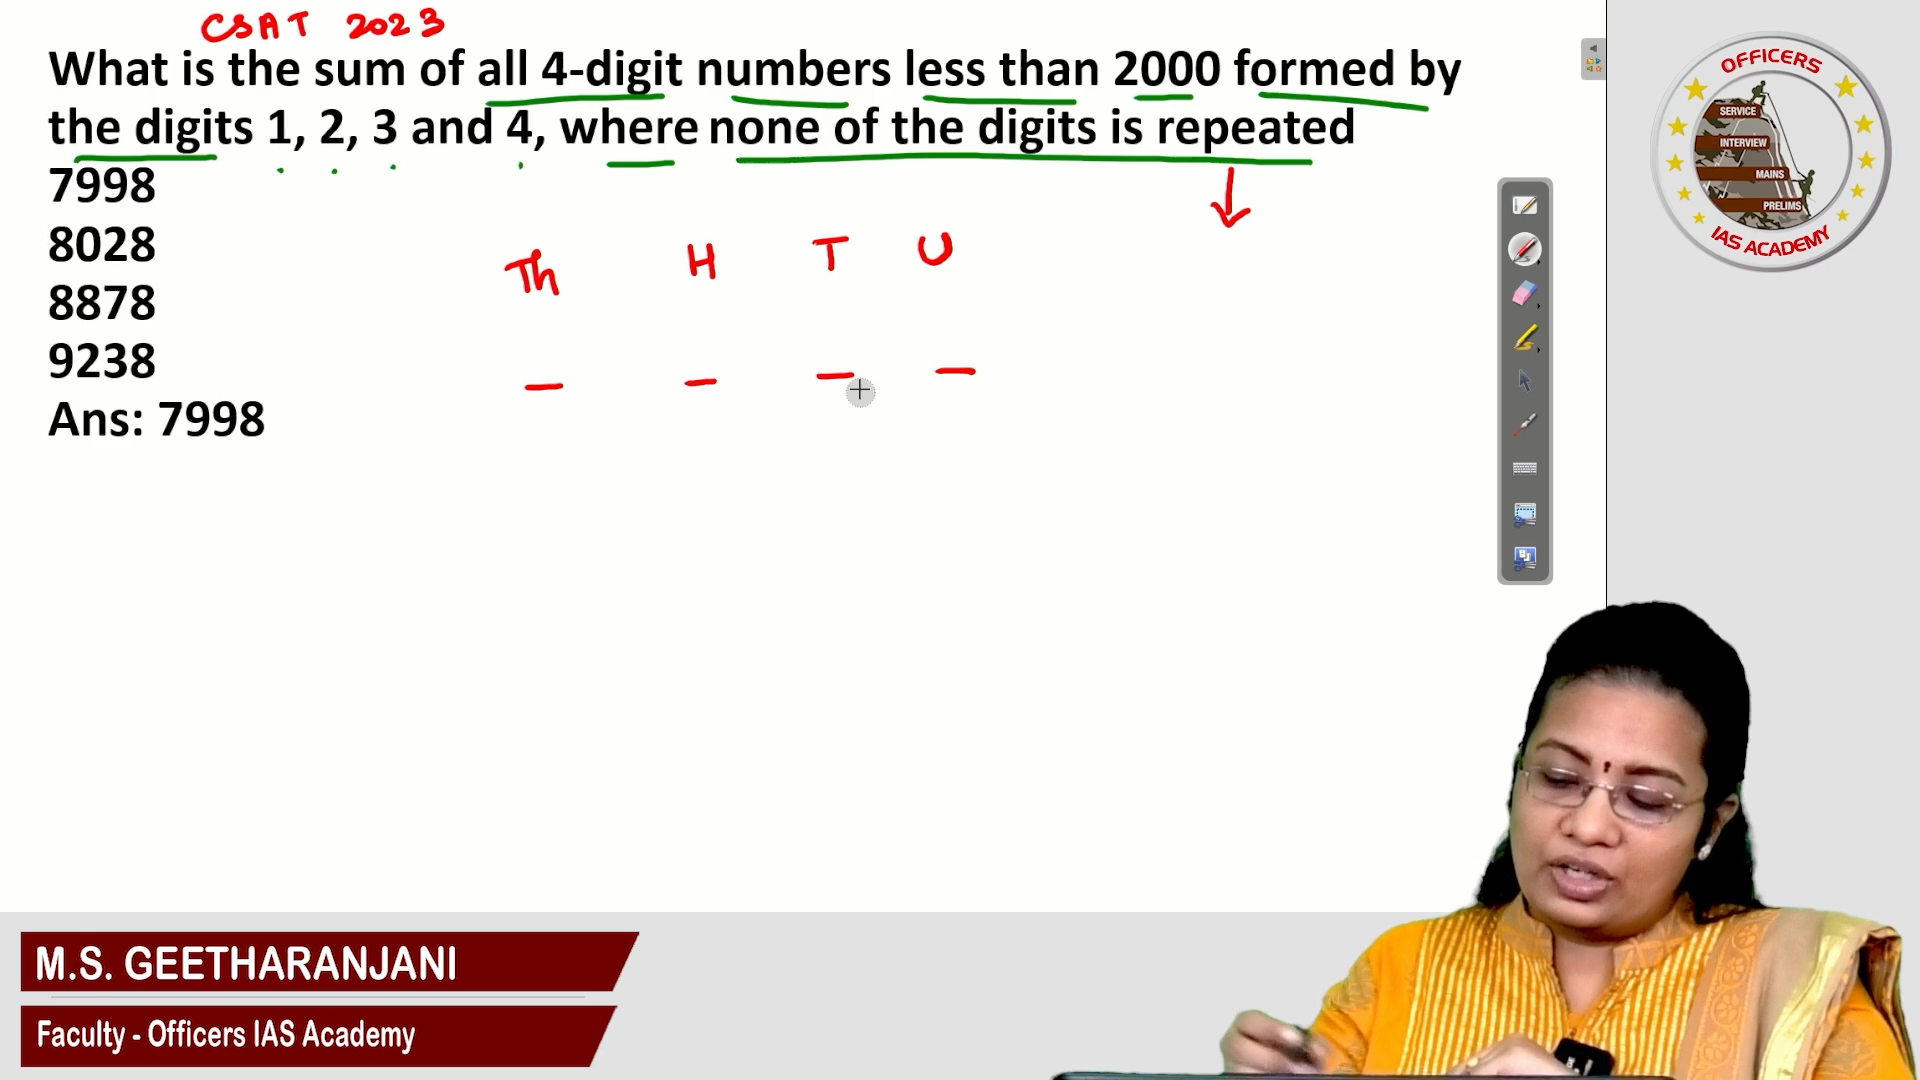 CSAT 2023
What is the sum of all 4-digit numbers less than 2000 formed by
the digits 1, 2, 3 and 4, where none of the digits is repeated
7998
8028
8878
9238
Ans: 7998
Th H T U
OFFICERS
SERVICE
INTERVIEW
MAINS
PRELIMS
IAS ACADEMY
M.S. GEETHARANJANI
Faculty - Officers IAS Academy